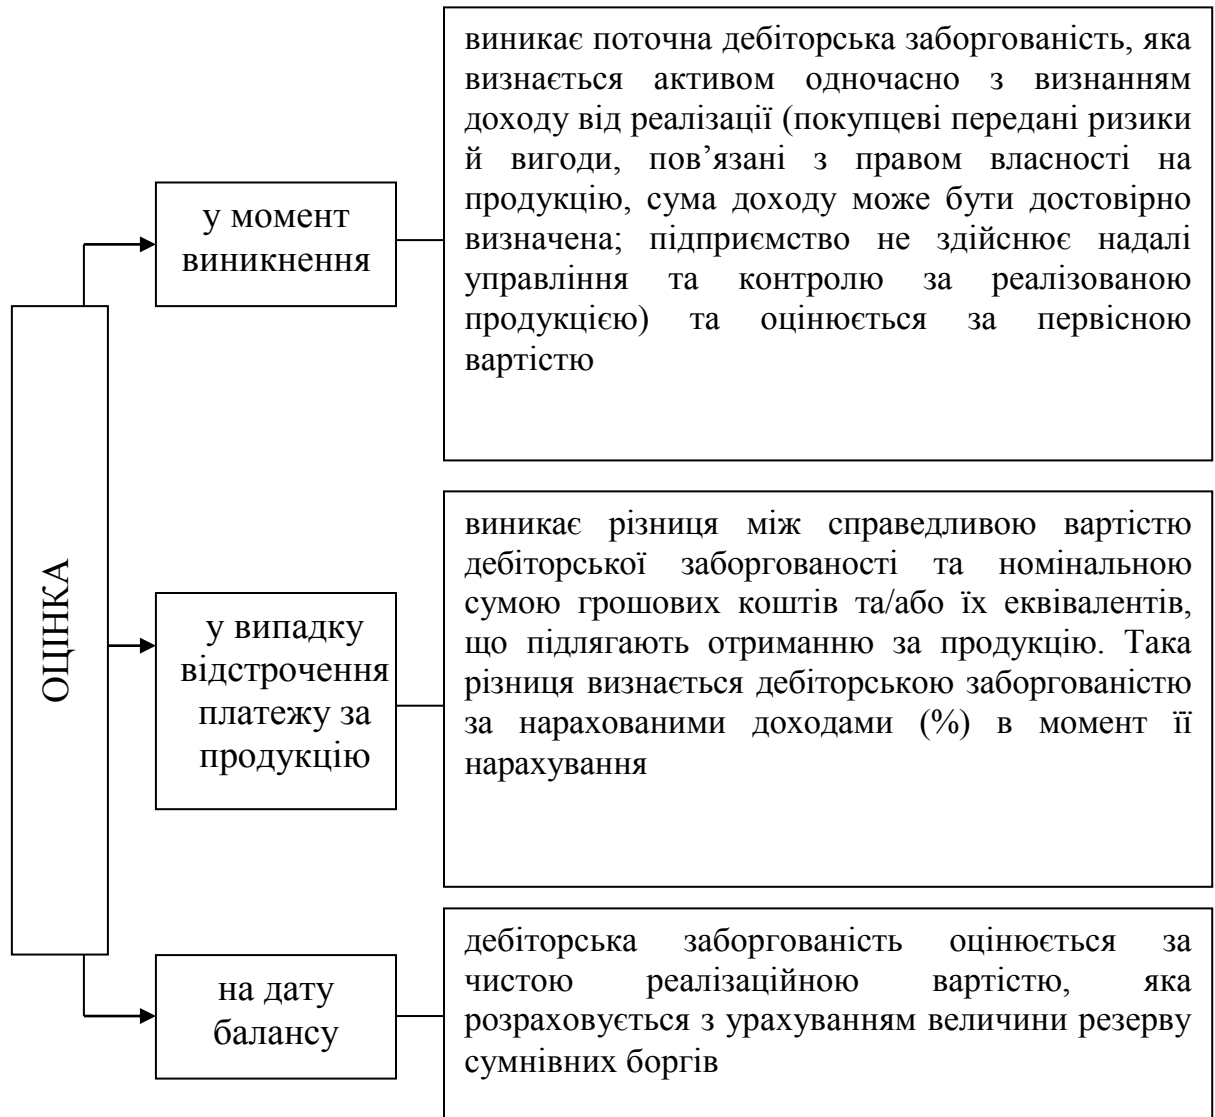 ОЦІНКА
у момент
виникнення
виникає поточна дебіторська заборгованість, яка
визнається активом одночасно з визнанням
доходу від реалізації (покупцеві передані ризики
й вигоди, пов’язані з правом власності на
продукцію, сума доходу може бути достовірно
визначена; підприємство не здійснює надалі
управління та контролю за реалізованою
продукцією) та оцінюється за первісною
вартістю
у випадку
відстрочення
платежу за
продукцію
виникає різниця між справедливою вартістю
дебіторської заборгованості та номінальною
сумою грошових коштів та/або їх еквівалентів,
що підлягають отриманню за продукцію. Така
різниця визнається дебіторською заборгованістю
за нарахованими доходами (%) в момент її
нарахування
на дату
балансу
дебіторська заборгованість оцінюється за
чистою реалізаційною вартістю, яка
розраховується з урахуванням величини резерву
сумнівних боргів